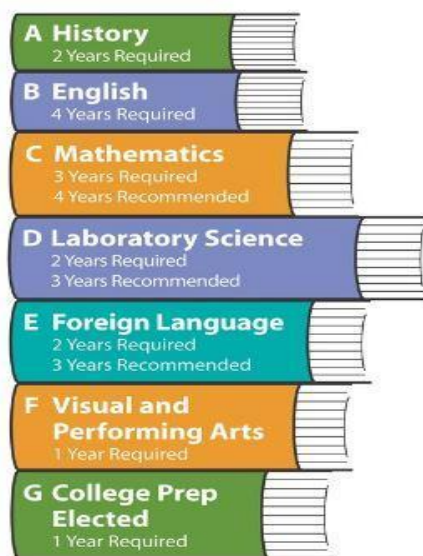 A History
2 Years Required
B English
4 Years Required
C Mathematics
3 Years Required
4 Years Recommended
D Laboratory Science
2 Years Required
3 Years Recommended
E Foreign Language
2 Years Required
3 Years Recommended
F Visual and
Performing Arts
1 Year Required
G College Prep
Elected
1 Year Required